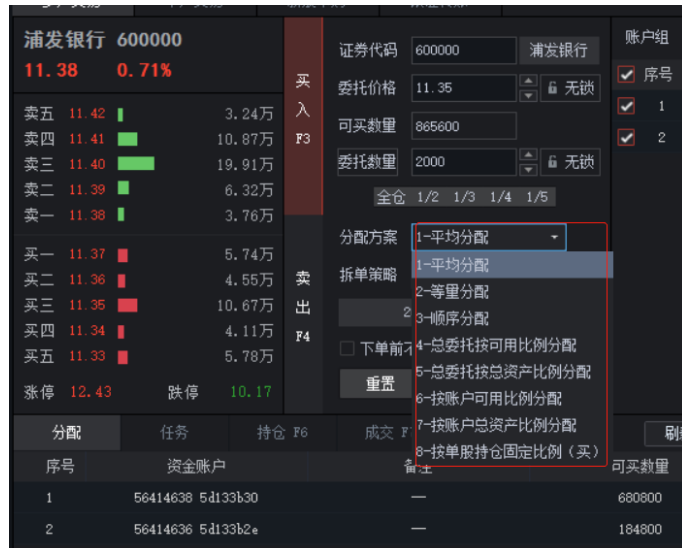 浦发银行 600000
11.38 0.71%
卖五 11.42 3.24万
卖四 11.41 10.87万
卖三 11.40 19.91万
卖二 11.39 6.32万
卖一 11.38 3.76万
买一 11.37 5.74万
买二 11.36 4.55万
买三 11.35 10.67万
买四 11.34 4.11万
买五 11.33 5.78万
涨停 12.43 跌停 10.17
买入 F3
卖出 F4
证券代码 600000 浦发银行
委托价格 11.35 无锁
可买数量 865600
委托数量 2000 无锁
全仓 1/2 1/3 1/4 1/5
分配方案 1-平均分配
拆单策略
2
下单前
重置
1-平均分配
2-等量分配
3-顺序分配
4-总委托按可用比例分配
5-总委托按总资产比例分配
6-按账户可用比例分配
7-按账户总资产比例分配
8-按单股持仓固定比例（买）
账户组
序号
1
2
分配 任务 持仓 F6 成交 F
序号 资金账户 备注 可买数量
1 56414638 5d133b30 — 680800
2 56414636 5d133b2e — 184800